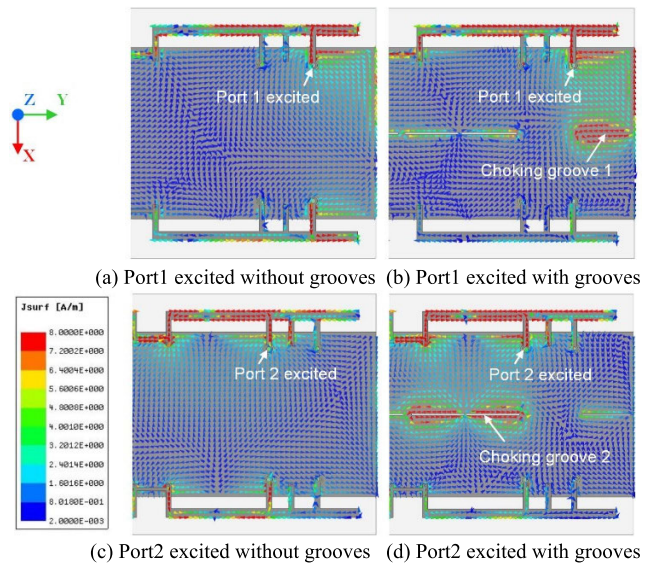 Port 1 excited
Port 1 excited
Z
Y
X
Choking groove 1
(a) Port1 excited without grooves
(b) Port1 excited with grooves
Jsurf [A/m]
8.0000E+000
7.2002E+000
6.4004E+000
5.6006E+000
4.8008E+000
4.0010E+000
3.2012E+000
2.4014E+000
1.6016E+000
8.0180E-001
2.0000E-003
Port 2 excited
Port 2 excited
Choking groove 2
(c) Port2 excited without grooves
(d) Port2 excited with grooves